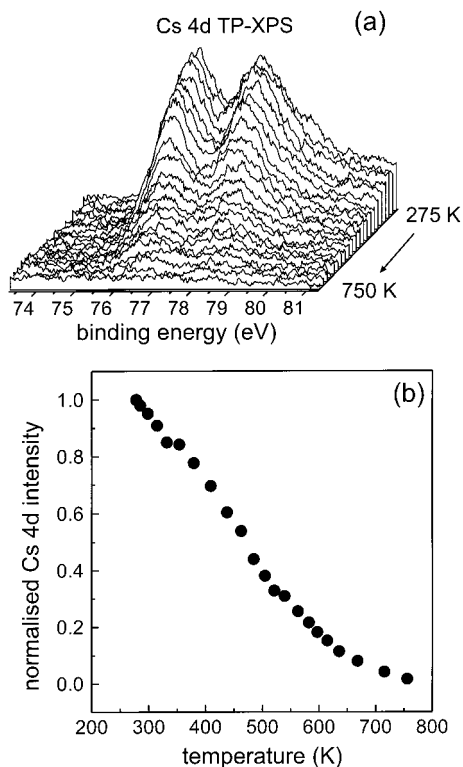 Cs 4d TP-XPS
(a)
275 K
750 K
74 75 76 77 78 79 80 81
binding energy (eV)
(b)
normalised Cs 4d intensity
1.0
0.8
0.6
0.4
0.2
0.0
200 300 400 500 600 700 800
temperature (K)